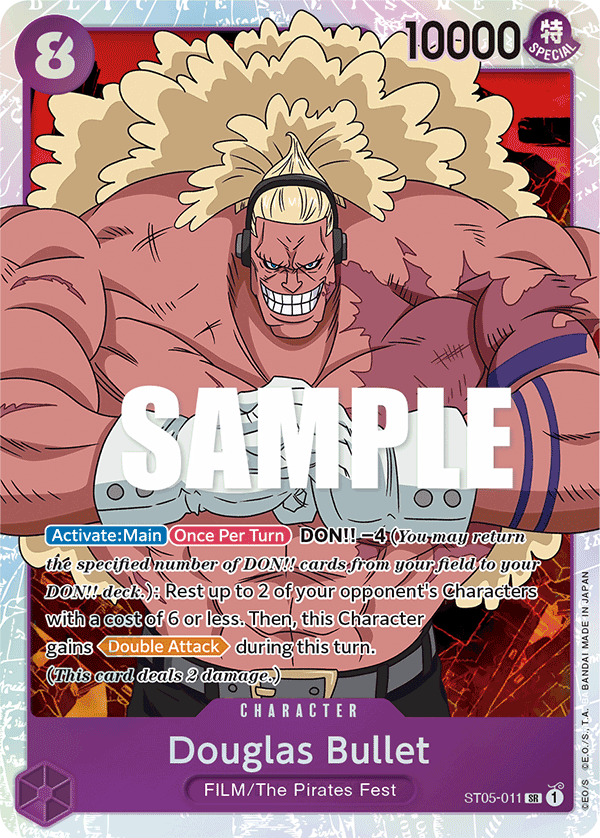 8
10000
特
SPECIAL
SAMPLE
Activate:Main Once Per Turn DON!! −4 (You may return
the specified number of DON!! cards from your field to your
DON!! deck.): Rest up to 2 of your opponent's Characters
with a cost of 6 or less. Then, this Character
gains Double Attack during this turn.
(This card deals 2 damage.)
CHARACTER
Douglas Bullet
FILM/The Pirates Fest
ST05-011 SR 1
©E.O/S ©E.O./S., T.A. BANDAI MADE IN JAPAN